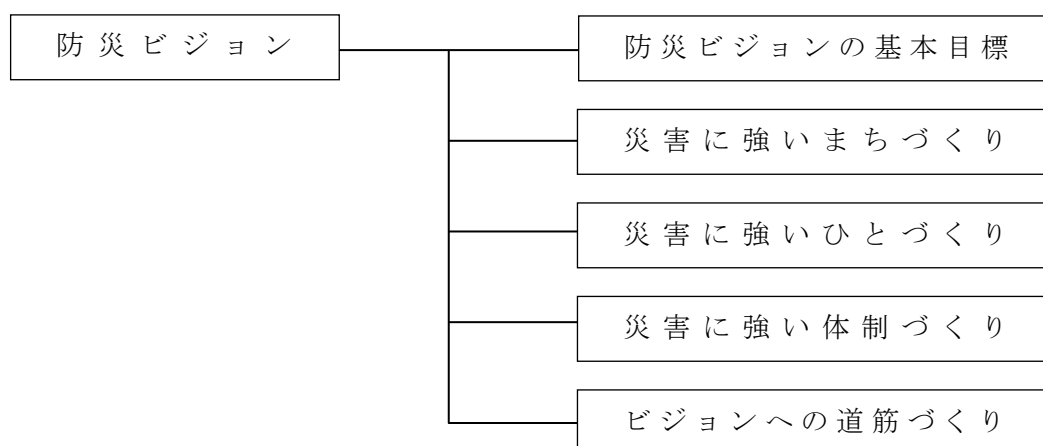 防災ビジョン
防災ビジョンの基本目標
災害に強いまちづくり
災害に強いひとづくり
災害に強い体制づくり
ビジョンへの道筋づくり